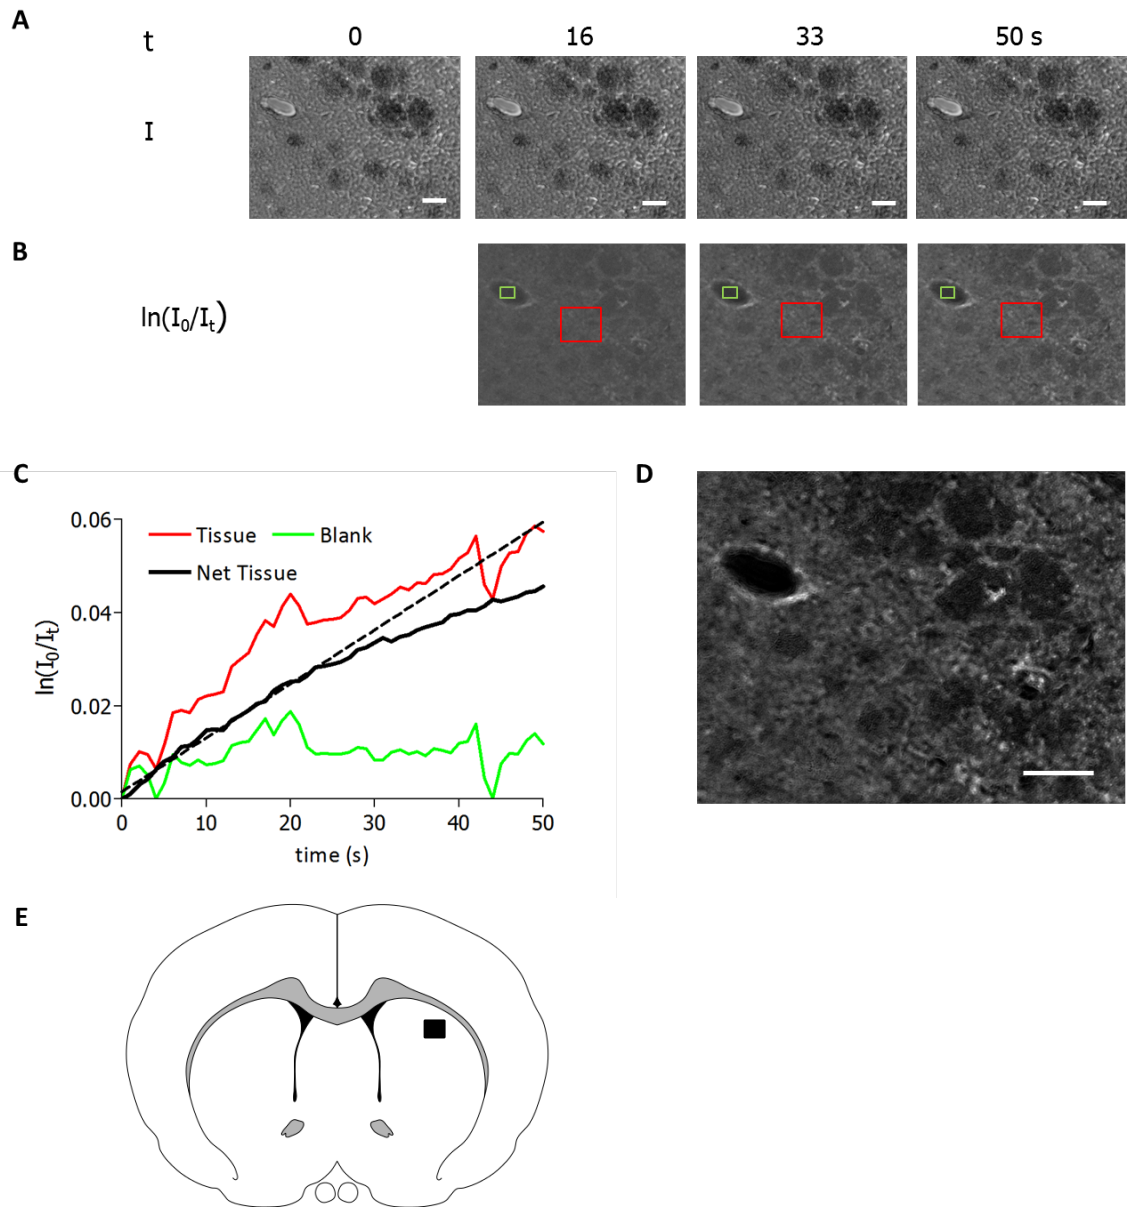 A
t 0 16 33 50 s
I
B
ln(I₀/Iₜ)
C
D
0.06
0.04
0.02
0.00
ln(I₀/Iₜ)
Tissue Blank
Net Tissue
0 10 20 30 40 50
time (s)
E